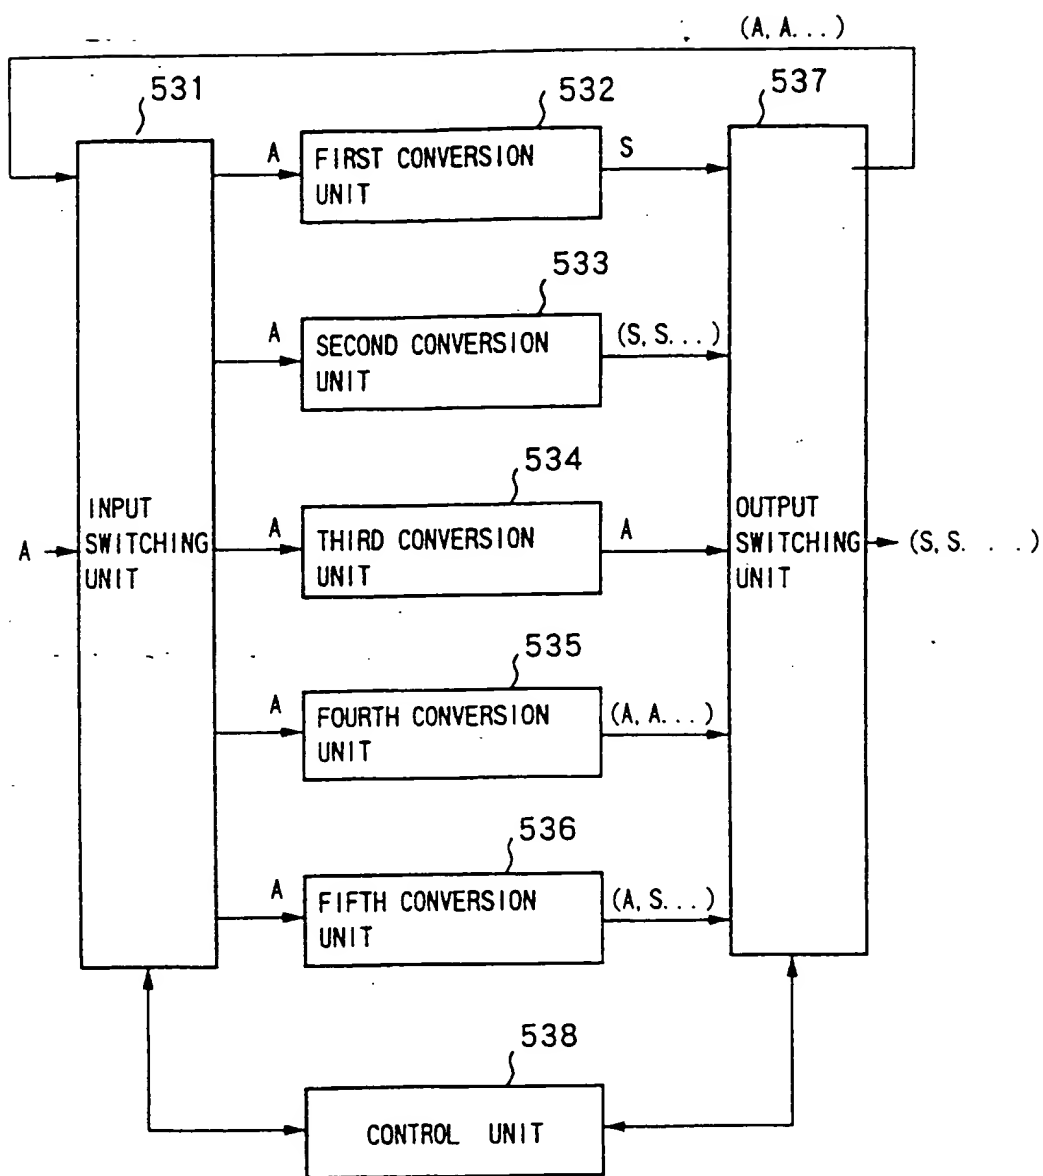 (A, A...)
531
532
537
A
FIRST CONVERSION
UNIT
S
533
A
SECOND CONVERSION
UNIT
(S, S...)
534
A
INPUT
SWITCHING
UNIT
A
THIRD CONVERSION
UNIT
A
OUTPUT
SWITCHING
UNIT
(S, S. . . .)
535
A
FOURTH CONVERSION
UNIT
(A, A...)
536
A
FIFTH CONVERSION
UNIT
(A, S...)
538
CONTROL UNIT